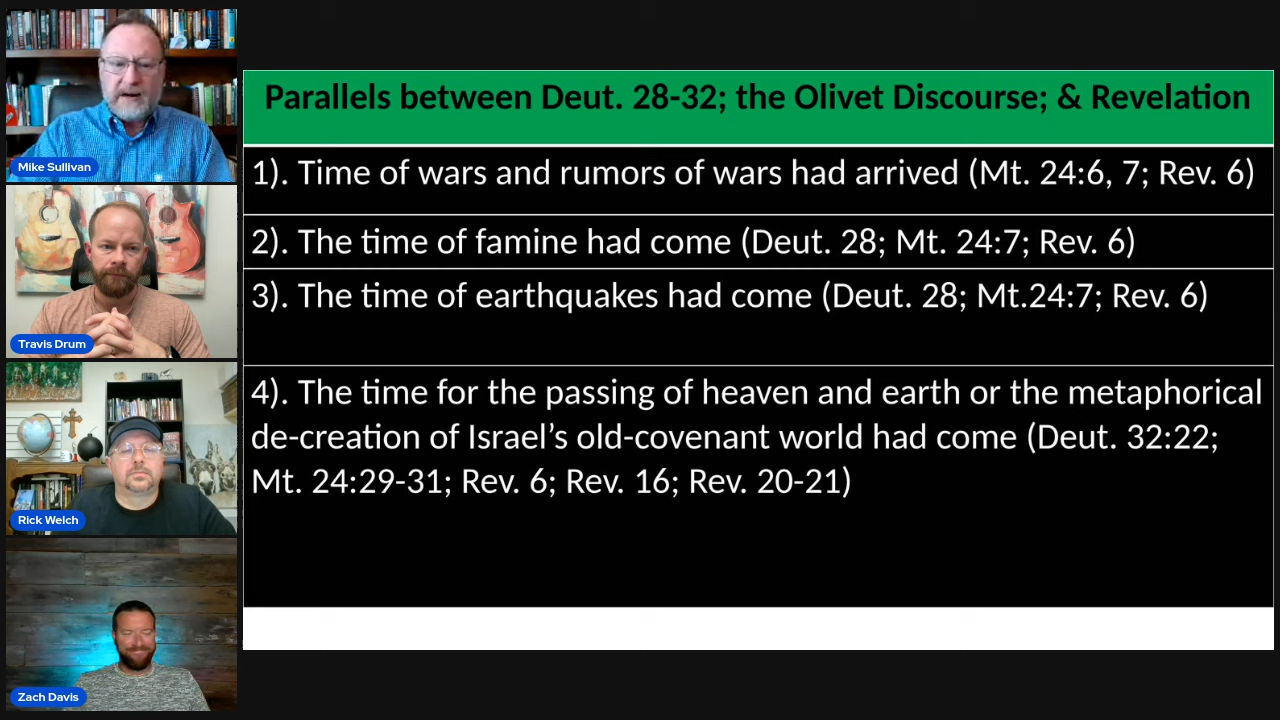 Mike Sullivan
Travis Drum
Rick Welch
Zach Davis
Parallels between Deut. 28-32; the Olivet Discourse; & Revelation
1). Time of wars and rumors of wars had arrived (Mt. 24:6, 7; Rev. 6)
2). The time of famine had come (Deut. 28; Mt. 24:7; Rev. 6)
3). The time of earthquakes had come (Deut. 28; Mt.24:7; Rev. 6)
4). The time for the passing of heaven and earth or the metaphorical
de-creation of Israel’s old-covenant world had come (Deut. 32:22;
Mt. 24:29-31; Rev. 6; Rev. 16; Rev. 20-21)